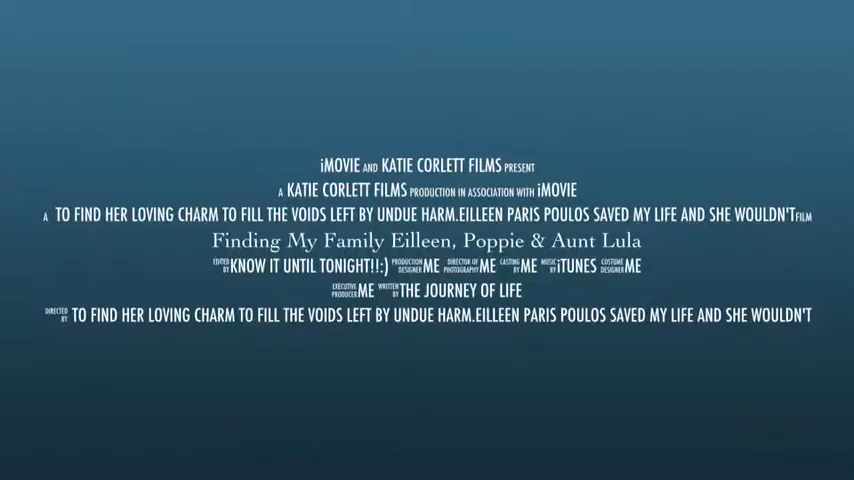 iMOVIE AND KATIE CORLETT FILMS PRESENT
A KATIE CORLETT FILMS PRODUCTION IN ASSOCIATION WITH iMOVIE
A TO FIND HER LOVING CHARM TO FILL THE VOIDS LEFT BY UNDUE HARM.EILLEEN PARIS POULOS SAVED MY LIFE AND SHE WOULDN'T FILM
Finding My Family Eilleen, Poppie & Aunt Lula
EDITED BY KNOW IT UNTIL TONIGHT!!:) PRODUCTION DESIGNER ME DIRECTOR OF PHOTOGRAPHY ME CASTING BY ME MUSIC BY iTUNES COSTUME DESIGNER ME
EXECUTIVE PRODUCER ME WRITTEN BY THE JOURNEY OF LIFE
DIRECTED BY TO FIND HER LOVING CHARM TO FILL THE VOIDS LEFT BY UNDUE HARM.EILLEEN PARIS POULOS SAVED MY LIFE AND SHE WOULDN'T